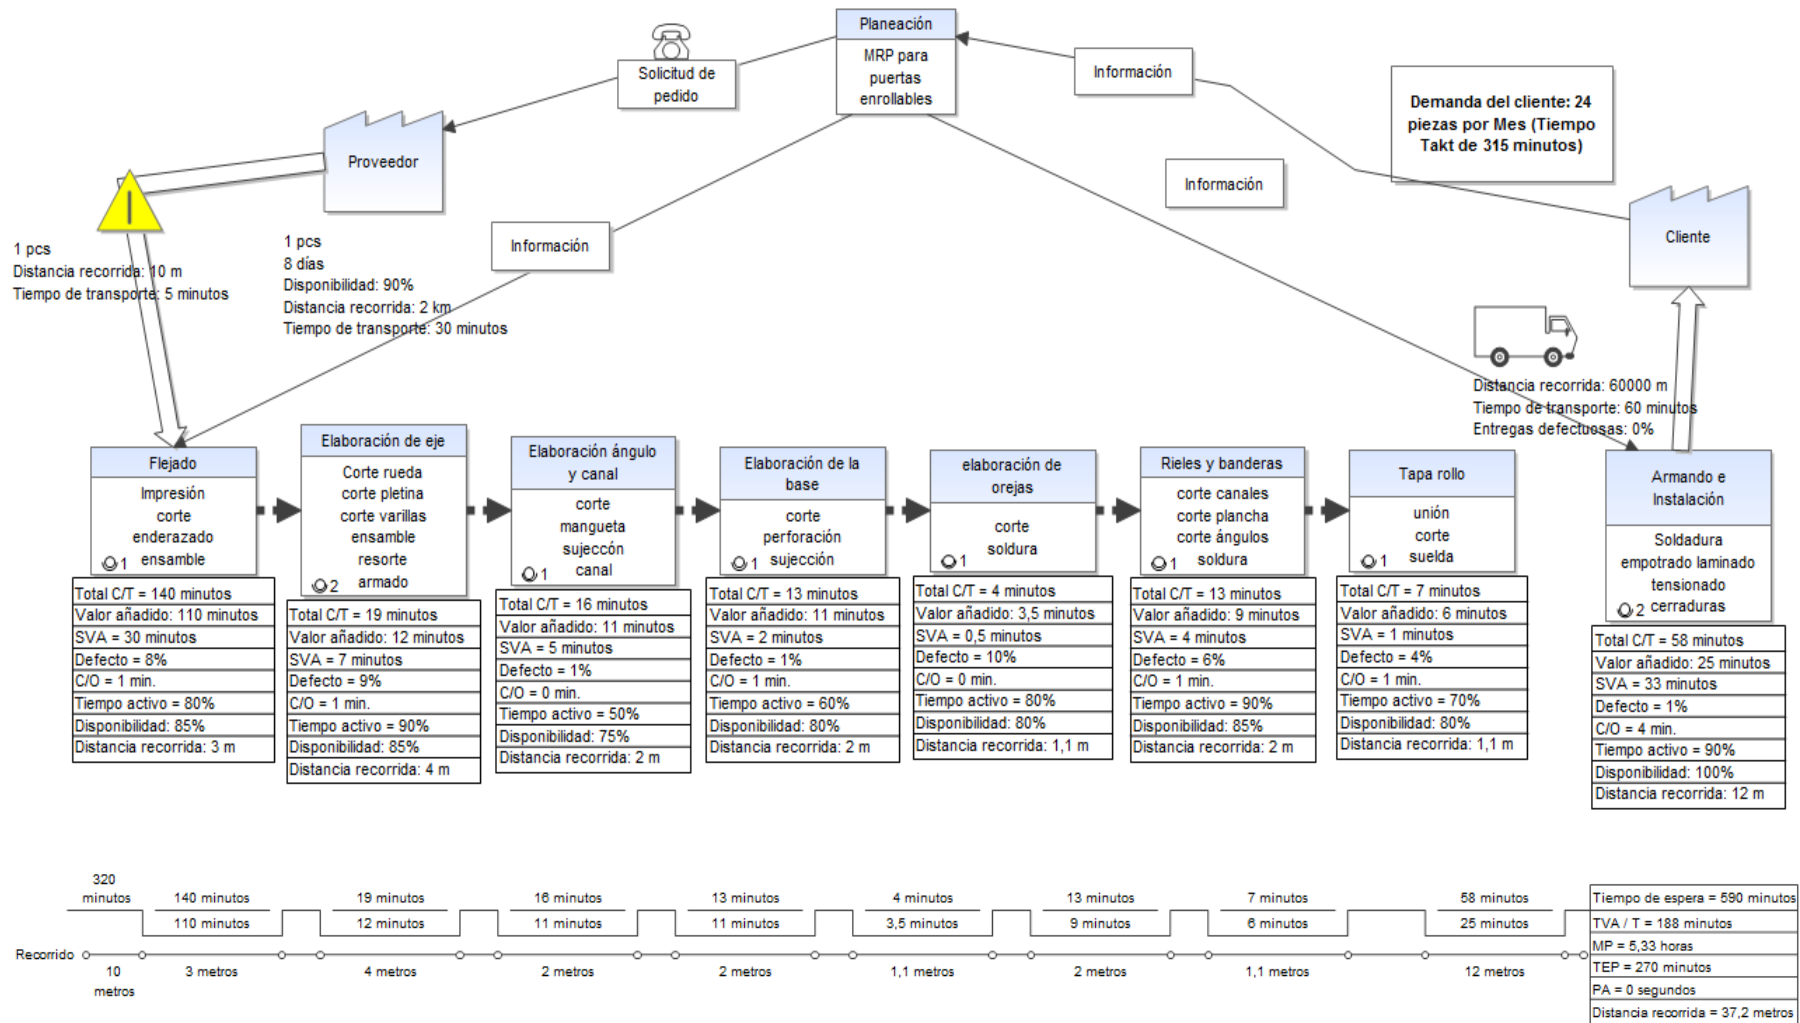 Planeación
MRP para
puertas
enrollables
Solicitud de
pedido
Información
Demanda del cliente: 24
piezas por Mes (Tiempo
Takt de 315 minutos)
Proveedor
Información
Cliente
Información
1 pcs
Distancia recorrida: 10 m
Tiempo de transporte: 5 minutos
1 pcs
8 días
Disponibilidad: 90%
Distancia recorrida: 2 km
Tiempo de transporte: 30 minutos
Distancia recorrida: 60000 m
Tiempo de transporte: 60 minutos
Entregas defectuosas: 0%
Flejado
Impresión
corte
enderazado
1 ensamble
Total C/T = 140 minutos
Valor añadido: 110 minutos
SVA = 30 minutos
Defecto = 8%
C/O = 1 min.
Tiempo activo = 80%
Disponibilidad: 85%
Distancia recorrida: 3 m
Elaboración de eje
Corte rueda
corte pletina
corte varillas
ensamble
resorte
2 armado
Total C/T = 19 minutos
Valor añadido: 12 minutos
SVA = 7 minutos
Defecto = 9%
C/O = 1 min.
Tiempo activo = 90%
Disponibilidad: 85%
Distancia recorrida: 4 m
Elaboración ángulo
y canal
corte
mangueta
sujeccón
1 canal
Total C/T = 16 minutos
Valor añadido: 11 minutos
SVA = 5 minutos
Defecto = 1%
C/O = 0 min.
Tiempo activo = 50%
Disponibilidad: 75%
Distancia recorrida: 2 m
Elaboración de la
base
corte
perforación
1 sujección
Total C/T = 13 minutos
Valor añadido: 11 minutos
SVA = 2 minutos
Defecto = 1%
C/O = 1 min.
Tiempo activo = 60%
Disponibilidad: 80%
Distancia recorrida: 2 m
elaboración de
orejas
corte
soldura
1
Total C/T = 4 minutos
Valor añadido: 3,5 minutos
SVA = 0,5 minutos
Defecto = 10%
C/O = 0 min.
Tiempo activo = 80%
Disponibilidad: 80%
Distancia recorrida: 1,1 m
Rieles y banderas
corte canales
corte plancha
corte ángulos
1 soldura
Total C/T = 13 minutos
Valor añadido: 9 minutos
SVA = 4 minutos
Defecto = 6%
C/O = 1 min.
Tiempo activo = 90%
Disponibilidad: 85%
Distancia recorrida: 2 m
Tapa rollo
unión
corte
1 suelda
Total C/T = 7 minutos
Valor añadido: 6 minutos
SVA = 1 minutos
Defecto = 4%
C/O = 1 min.
Tiempo activo = 70%
Disponibilidad: 80%
Distancia recorrida: 1,1 m
Armando e
Instalación
Soldadura
empotrado laminado
tensionado
2 cerraduras
Total C/T = 58 minutos
Valor añadido: 25 minutos
SVA = 33 minutos
Defecto = 1%
C/O = 4 min.
Tiempo activo = 90%
Disponibilidad: 100%
Distancia recorrida: 12 m
320
minutos 140 minutos 19 minutos 16 minutos 13 minutos 4 minutos 13 minutos 7 minutos 58 minutos
110 minutos 12 minutos 11 minutos 11 minutos 3,5 minutos 9 minutos 6 minutos 25 minutos
Recorrido
10
metros 3 metros 4 metros 2 metros 2 metros 1,1 metros 2 metros 1,1 metros 12 metros
Tiempo de espera = 590 minutos
TVA / T = 188 minutos
MP = 5,33 horas
TEP = 270 minutos
PA = 0 segundos
Distancia recorrida = 37,2 metros